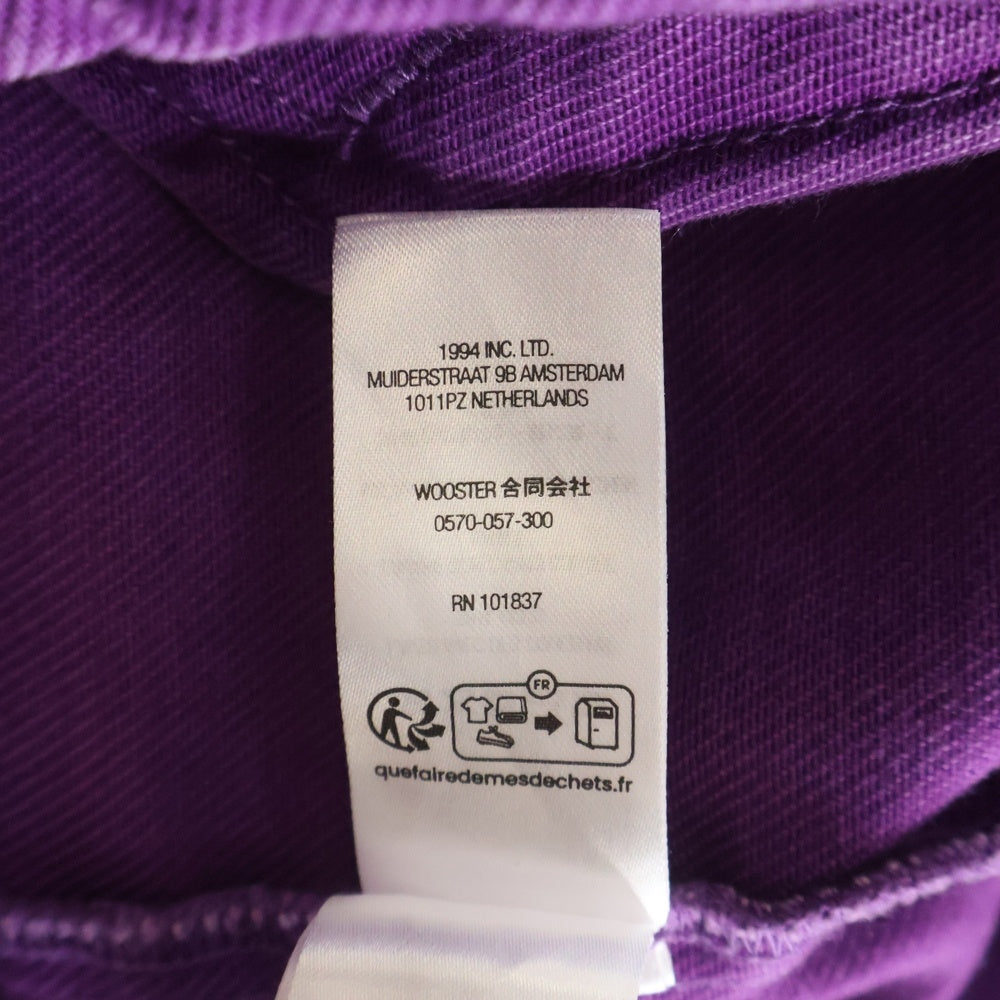 1994 INC. LTD.
MUIDERSTRAAT 9B AMSTERDAM
1011PZ NETHERLANDS
WOOSTER 合同会社
0570-057-300
RN 101837
FR
quefairedemesdechets.fr